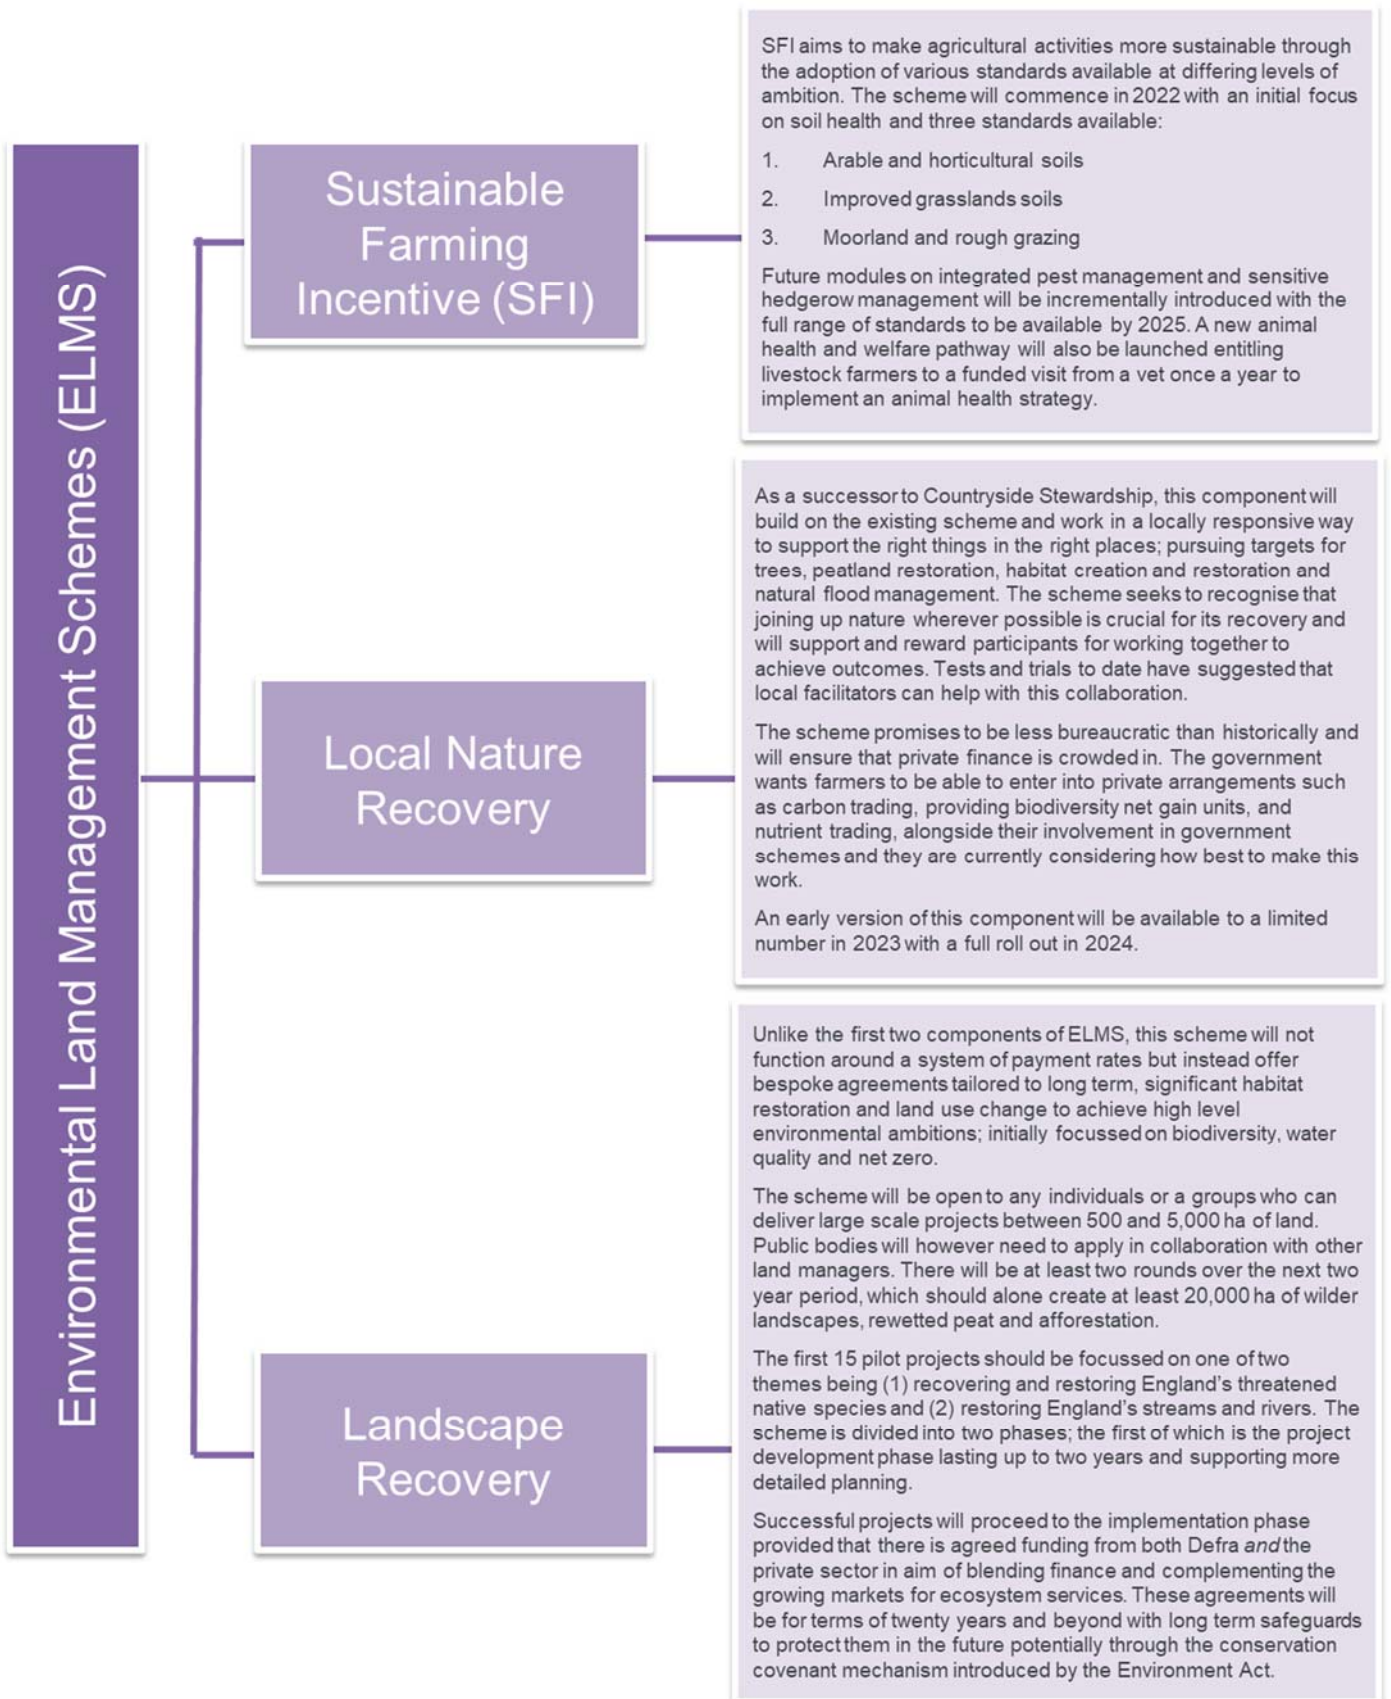 Environmental Land Management Schemes (ELMS)
Sustainable
Farming
Incentive (SFI)
SFI aims to make agricultural activities more sustainable through
the adoption of various standards available at differing levels of
ambition. The scheme will commence in 2022 with an initial focus
on soil health and three standards available:
1. Arable and horticultural soils
2. Improved grasslands soils
3. Moorland and rough grazing
Future modules on integrated pest management and sensitive
hedgerow management will be incrementally introduced with the
full range of standards to be available by 2025. A new animal
health and welfare pathway will also be launched entitling
livestock farmers to a funded visit from a vet once a year to
implement an animal health strategy.
Local Nature
Recovery
As a successor to Countryside Stewardship, this component will
build on the existing scheme and work in a locally responsive way
to support the right things in the right places; pursuing targets for
trees, peatland restoration, habitat creation and restoration and
natural flood management. The scheme seeks to recognise that
joining up nature wherever possible is crucial for its recovery and
will support and reward participants for working together to
achieve outcomes. Tests and trials to date have suggested that
local facilitators can help with this collaboration.
The scheme promises to be less bureaucratic than historically and
will ensure that private finance is crowded in. The government
wants farmers to be able to enter into private arrangements such
as carbon trading, providing biodiversity net gain units, and
nutrient trading, alongside their involvement in government
schemes and they are currently considering how best to make this
work.
An early version of this component will be available to a limited
number in 2023 with a full roll out in 2024.
Landscape
Recovery
Unlike the first two components of ELMS, this scheme will not
function around a system of payment rates but instead offer
bespoke agreements tailored to long term, significant habitat
restoration and land use change to achieve high level
environmental ambitions; initially focussed on biodiversity, water
quality and net zero.
The scheme will be open to any individuals or a groups who can
deliver large scale projects between 500 and 5,000 ha of land.
Public bodies will however need to apply in collaboration with other
land managers. There will be at least two rounds over the next two
year period, which should alone create at least 20,000 ha of wilder
landscapes, rewetted peat and afforestation.
The first 15 pilot projects should be focussed on one of two
themes being (1) recovering and restoring England's threatened
native species and (2) restoring England's streams and rivers. The
scheme is divided into two phases; the first of which is the project
development phase lasting up to two years and supporting more
detailed planning.
Successful projects will proceed to the implementation phase
provided that there is agreed funding from both Defra and the
private sector in aim of blending finance and complementing the
growing markets for ecosystem services. These agreements will
be for terms of twenty years and beyond with long term safeguards
to protect them in the future potentially through the conservation
covenant mechanism introduced by the Environment Act.